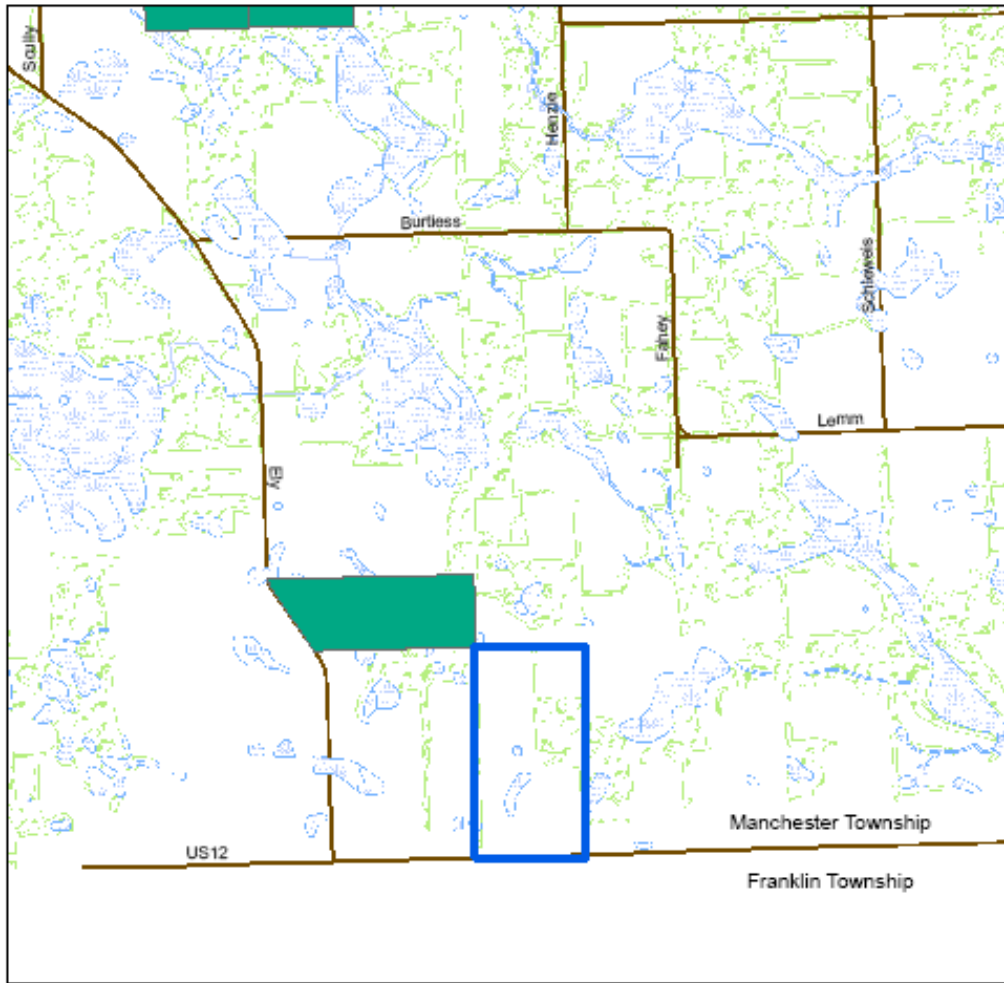 Scully
Henzie
Burtless
Schleweis
Fahey
Lemm
Ely
Manchester Township
US12
Franklin Township